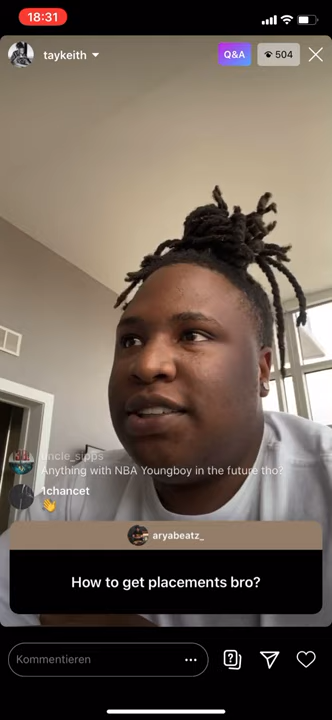 18:31
taykeith
Q&A
504
uncle_sipps
Anything with NBA Youngboy in the future tho?
1chancet
👋
aryabeatz_
How to get placements bro?
Kommentieren